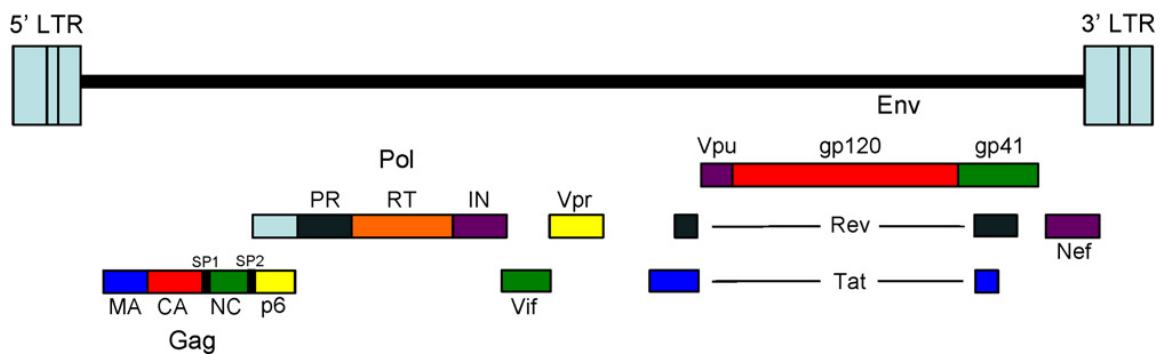 5' LTR
3' LTR
Env
Vpu gp120 gp41
Pol
PR RT IN Vpr
Rev
Nef
SP1 SP2
MA CA NC p6
Vif
Tat
Gag